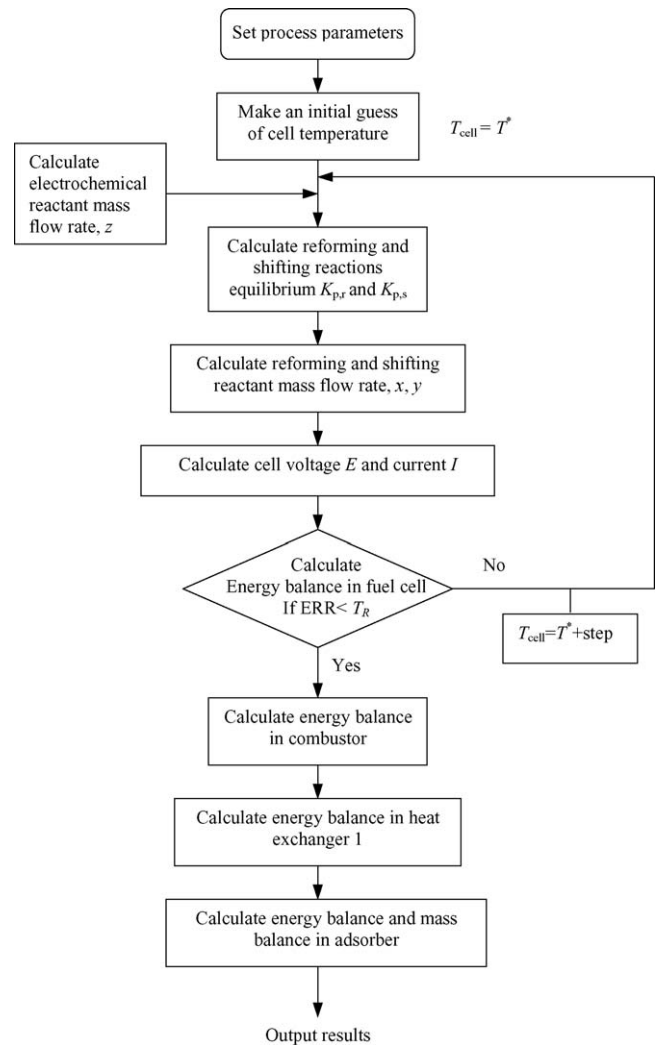 Set process parameters
Make an initial guess
of cell temperature
T_cell = T*
Calculate
electrochemical
reactant mass
flow rate, z
Calculate reforming and
shifting reactions
equilibrium K_p,r and K_p,s
Calculate reforming and shifting
reactant mass flow rate, x, y
Calculate cell voltage E and current I
Calculate
Energy balance in fuel cell
If ERR< T_R
No
T_cell=T*+step
Yes
Calculate energy balance
in combustor
Calculate energy balance in heat
exchanger 1
Calculate energy balance and mass
balance in adsorber
Output results